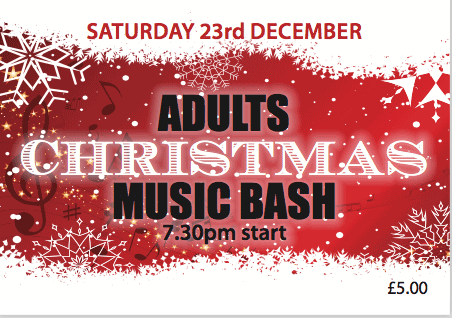 SATURDAY 23rd DECEMBER
ADULTS
CHRISTMAS
MUSIC BASH
7.30pm start
£5.00